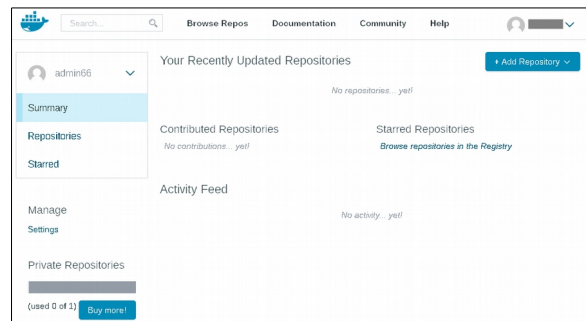 Search...
Browse Repos Documentation Community Help
admin66
Summary
Repositories
Starred
Manage
Settings
Private Repositories
(used 0 of 1) Buy more!
Your Recently Updated Repositories
+ Add Repository
No repositories... yet!
Contributed Repositories
No contributions... yet!
Starred Repositories
Browse repositories in the Registry
Activity Feed
No activity... yet!